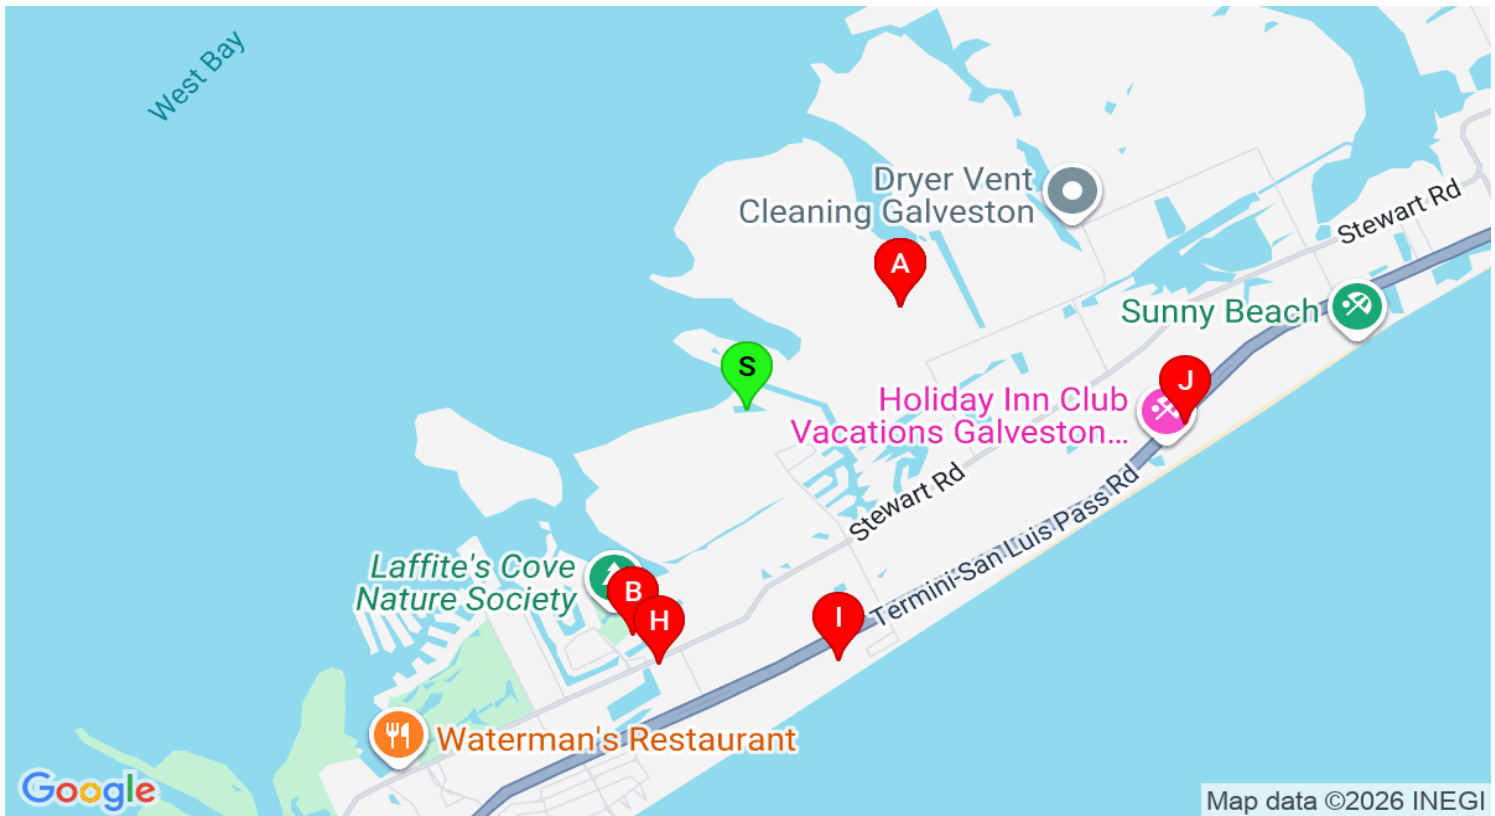 West Bay
Dryer Vent
Cleaning Galveston
Stewart Rd
A
Sunny Beach
S
J
Holiday Inn Club
Vacations Galveston...
Stewart Rd
Termini-San Luis Pass Rd
Laffite's Cove
Nature Society
B
H
I
Waterman's Restaurant
Google
Map data ©2026 INEGI